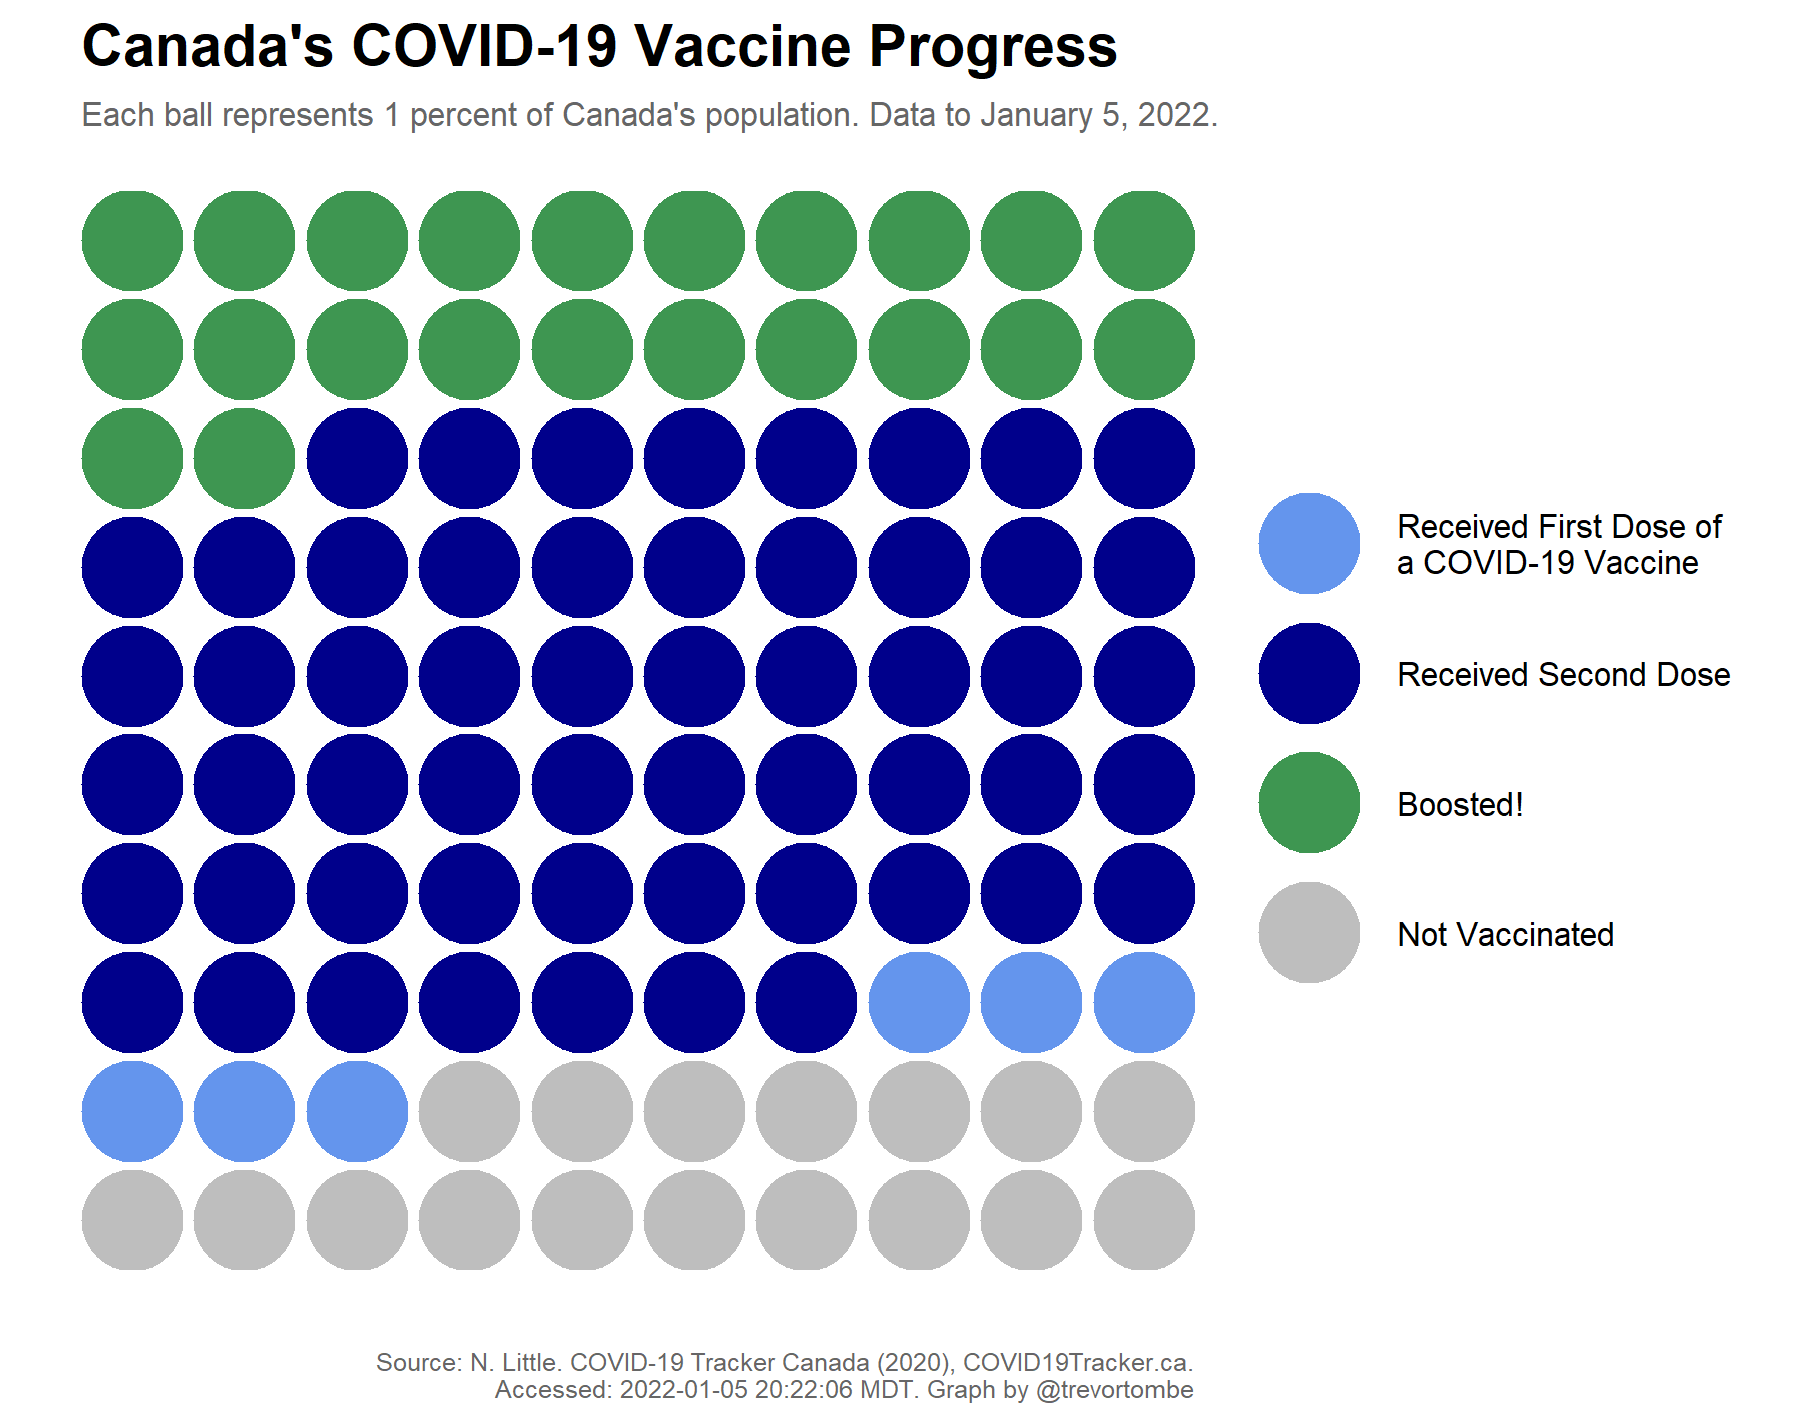 Canada's COVID-19 Vaccine Progress
Each ball represents 1 percent of Canada's population. Data to January 5, 2022.
Received First Dose of
a COVID-19 Vaccine
Received Second Dose
Boosted!
Not Vaccinated
Source: N. Little. COVID-19 Tracker Canada (2020), COVID19Tracker.ca.
Accessed: 2022-01-05 20:22:06 MDT. Graph by @trevortombe